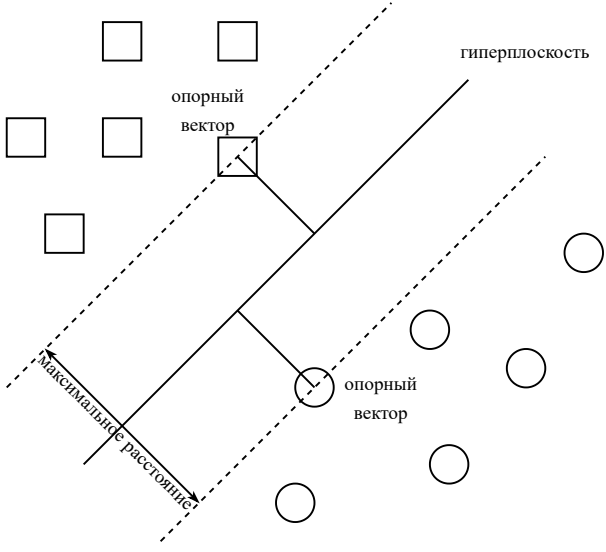 гиперплоскость
опорный
вектор
опорный
вектор
максимальное расстояние